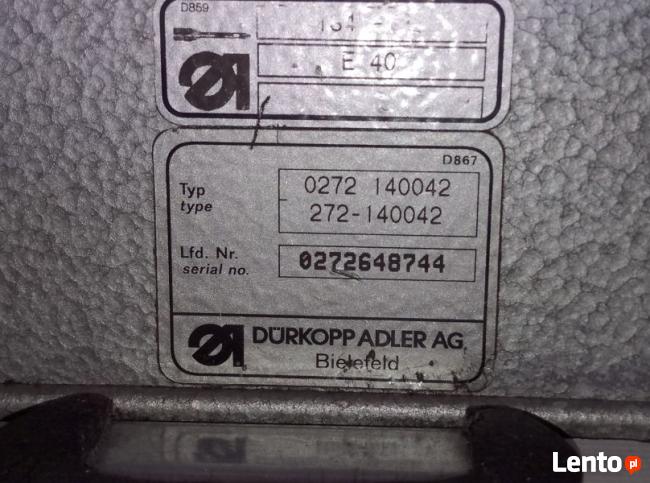 D859
134
E 40
D867
Typ
type
0272 140042
272-140042
Lfd. Nr.
serial no.
0272648744
DÜRKOPP ADLER AG
Bielefeld
Lento.pl